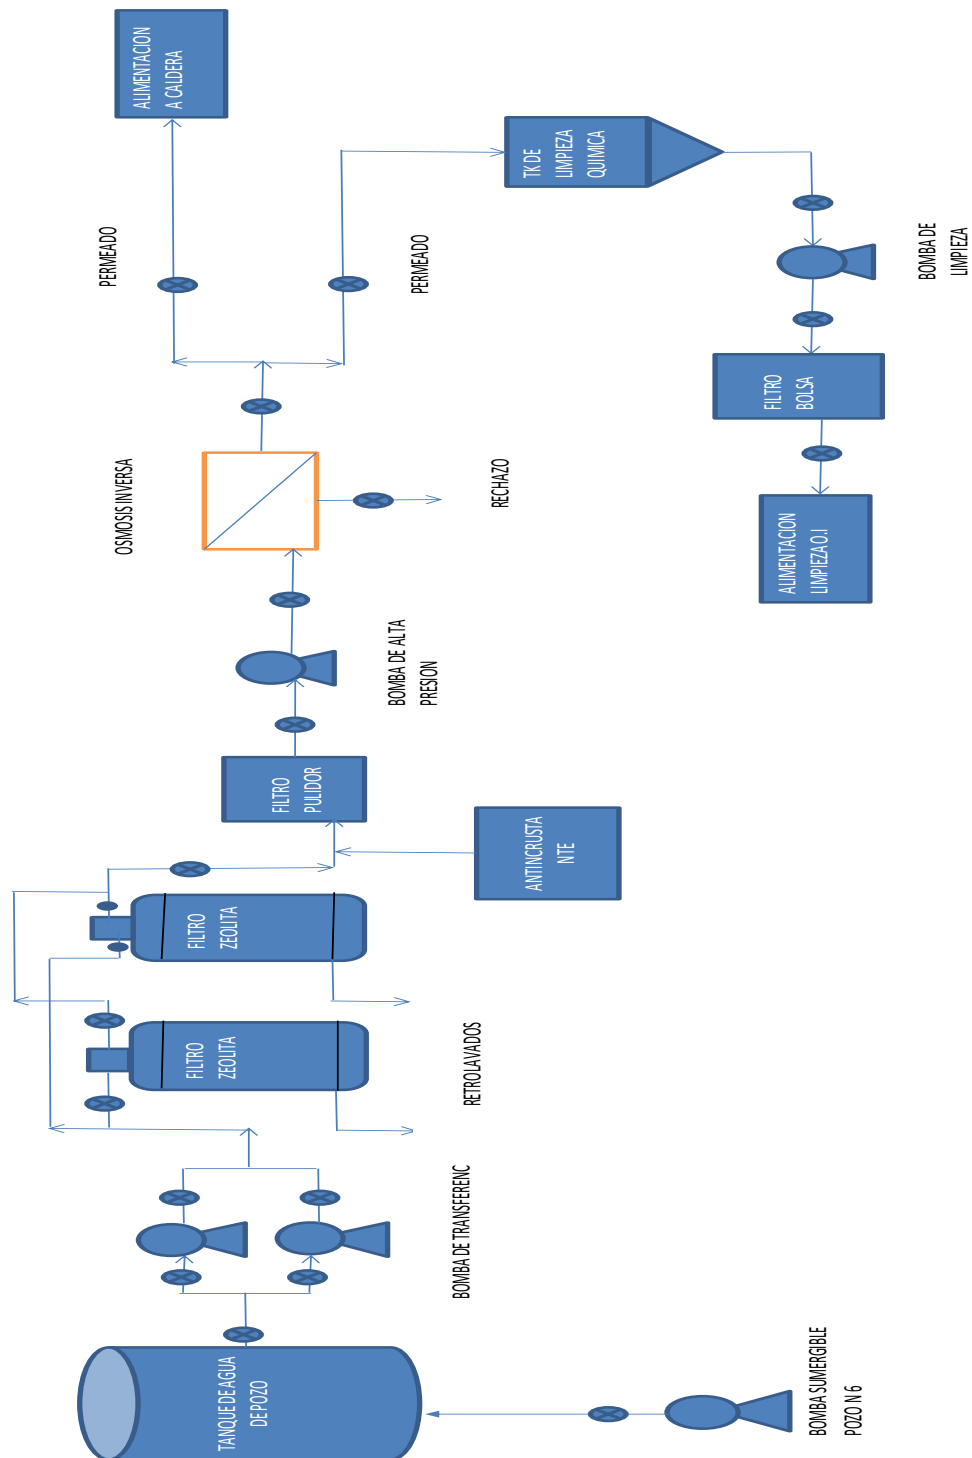 ALIMENTACION
A CALDERA
PERMEADO
PERMEADO
TK DE
LIMPIEZA
QUIMICA
BOMBA DE
LIMPIEZA
FILTRO
BOLSA
ALIMENTACION
LIMPIEZA O.I
OSMOSIS INVERSA
RECHAZO
BOMBA DE ALTA
PRESION
FILTRO
PULIDOR
ANTINCRUSTA
NTE
FILTRO
ZEOLITA
FILTRO
ZEOLITA
RETROLAVADOS
BOMBA DE TRANSFERENC
TANQUE DE AGUA
DE POZO
BOMBA SUMERGIBLE
POZO N 6